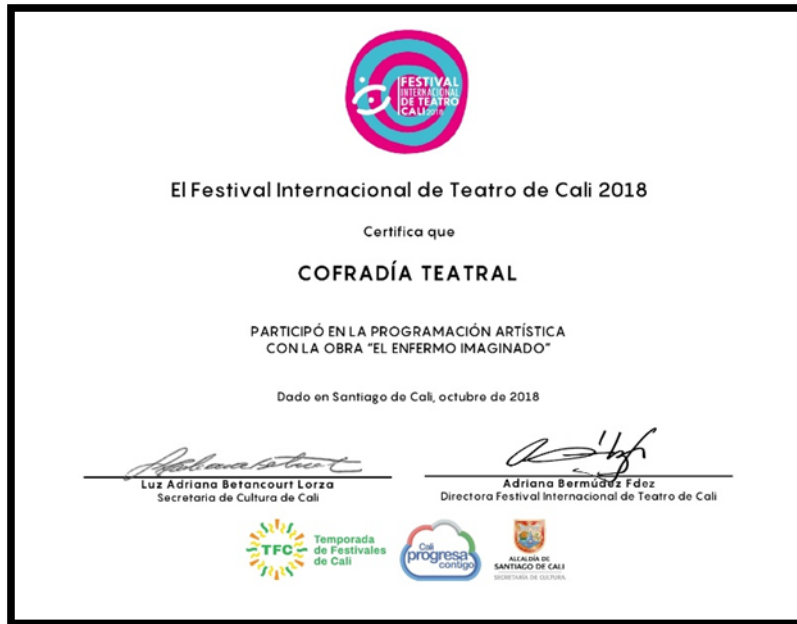 FESTIVAL
INTERNACIONAL
DE TEATRO
CALI2018
El Festival Internacional de Teatro de Cali 2018
Certifica que
COFRADÍA TEATRAL
PARTICIPÓ EN LA PROGRAMACIÓN ARTÍSTICA
CON LA OBRA “EL ENFERMO IMAGINADO”
Dado en Santiago de Cali, octubre de 2018
Luz Adriana Betancourt Lorza
Secretaria de Cultura de Cali
Adriana Bermúdez Fdez
Directora Festival Internacional de Teatro de Cali
TFC
Temporada
de Festivales
de Cali
Cali
progresa
contigo
ALCALDÍA DE
SANTIAGO DE CALI
SECRETARÍA DE CULTURA